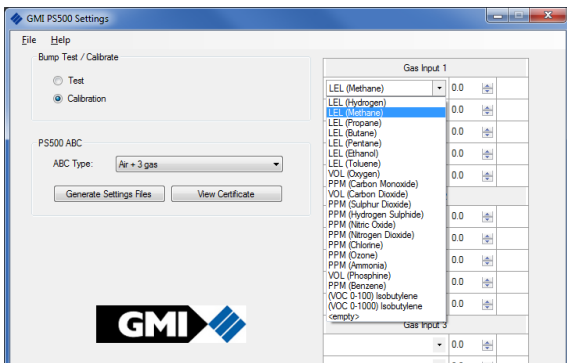 GMI PS500 Settings
File Help
Bump Test / Calibrate
Test
Calibration
PS500 ABC
ABC Type: Air + 3 gas
Generate Settings Files View Certificate
GMI
Gas Input 1
LEL (Methane) 0.0
LEL (Hydrogen)
LEL (Methane) 0.0
LEL (Propane)
LEL (Butane) 0.0
LEL (Pentane)
LEL (Ethanol) 0.0
LEL (Toluene)
VOL (Oxygen) 0.0
PPM (Carbon Monoxide)
VOL (Carbon Dioxide)
PPM (Sulphur Dioxide)
PPM (Hydrogen Sulphide) 0.0
PPM (Nitric Oxide)
PPM (Nitrogen Dioxide) 0.0
PPM (Chlorine)
PPM (Ozone) 0.0
PPM (Ammonia)
VOL (Phosphine) 0.0
PPM (Benzene)
(VOC 0-100) Isobutylene 0.0
(VOC 0-1000) Isobutylene
<empty>
Gas Input 3
0.0